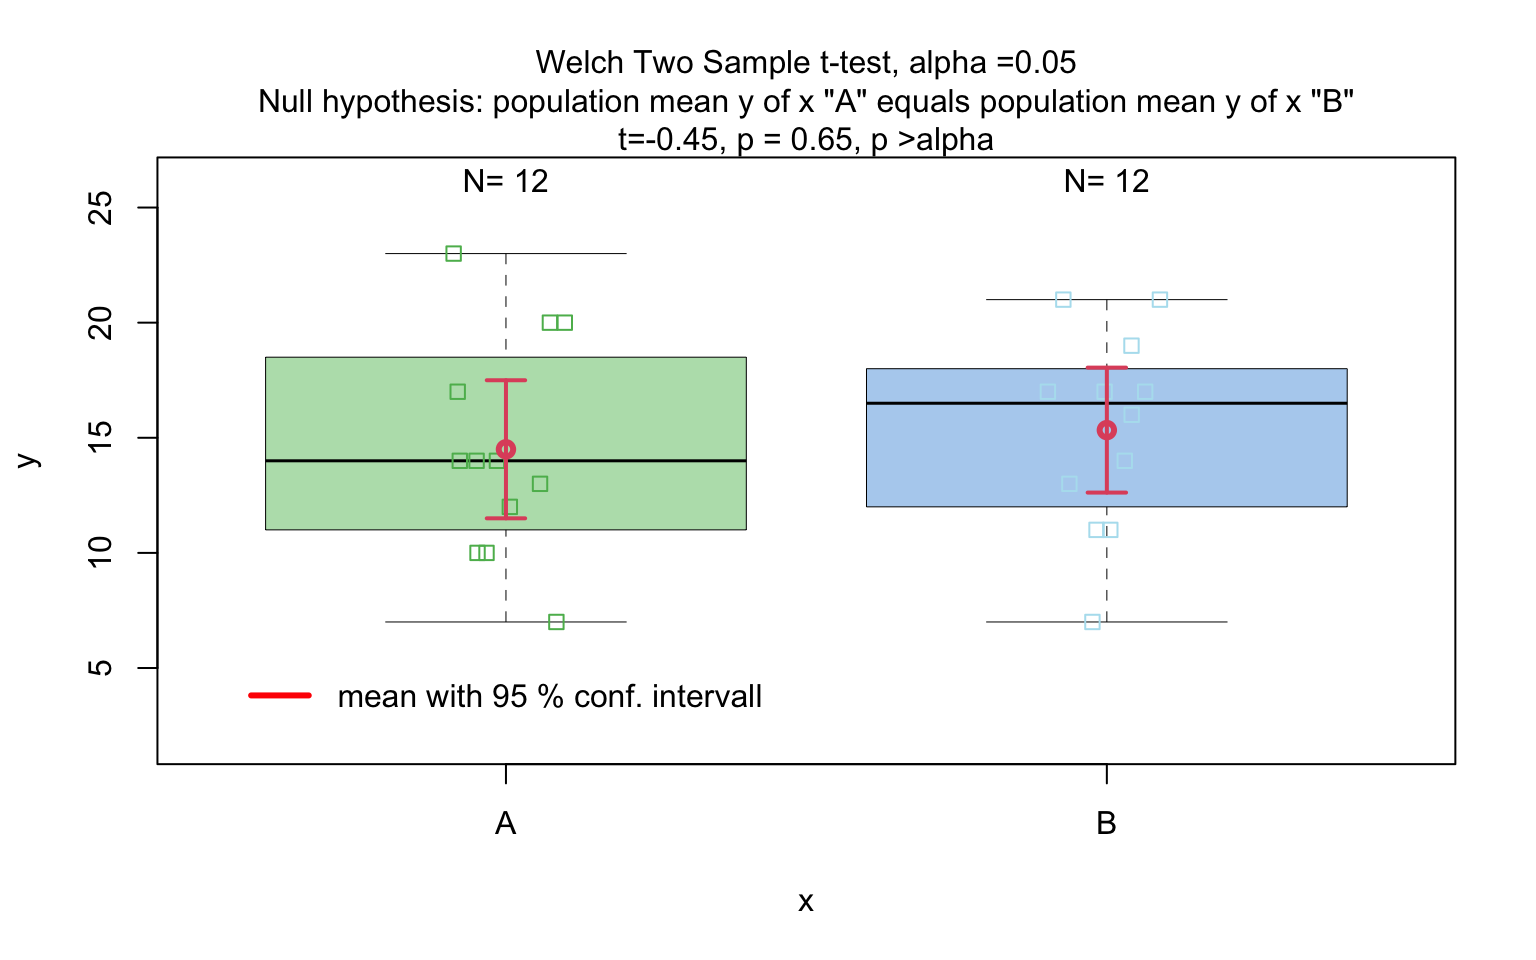 Welch Two Sample t-test, alpha =0.05
Null hypothesis: population mean y of x "A" equals population mean y of x "B"
t=-0.45, p = 0.65, p >alpha
N= 12
N= 12
25
20
15
10
5
y
mean with 95 % conf. intervall
A
B
x